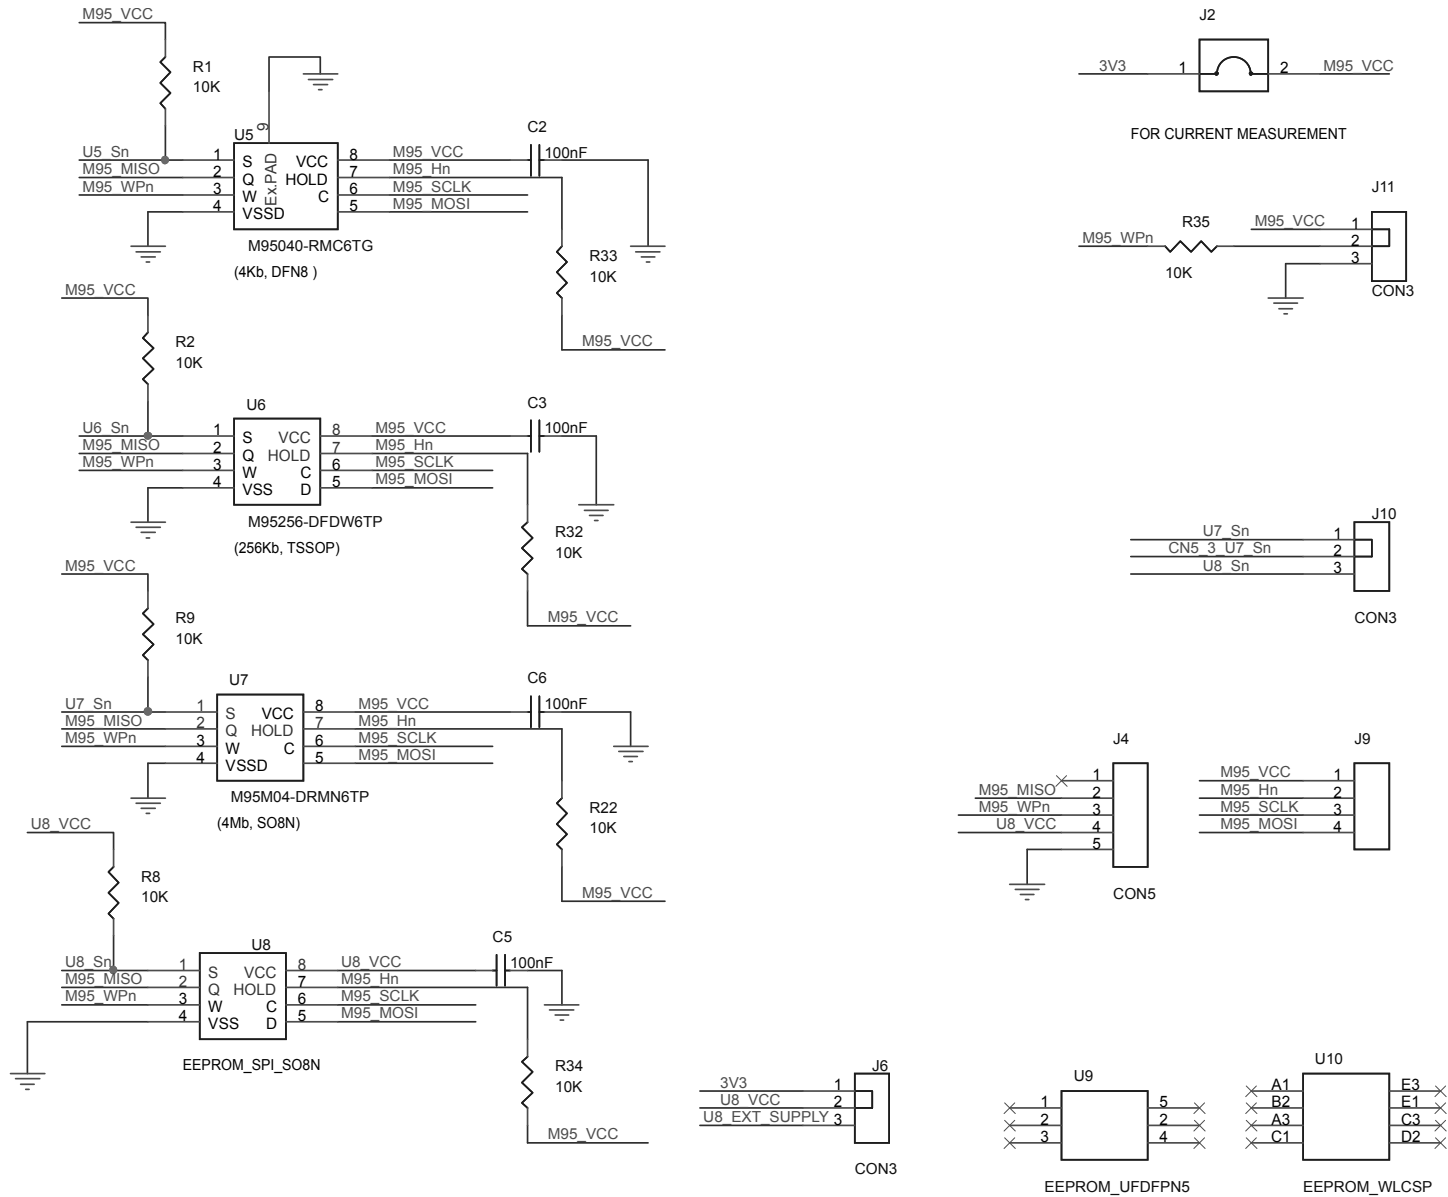 M95_VCC
R1
10K
U5
9
C2
100nF
U5_Sn
M95_MISO
M95_WPn
1
2
3
4
S
Q
W
VSSD
Ex.PAD
VCC
HOLD
C
8
7
6
5
M95_VCC
M95_Hn
M95_SCLK
M95_MOSI
M95040-RMC6TG
(4Kb, DFN8 )
R33
10K
M95_VCC
M95_VCC
R2
10K
U6
C3
100nF
U6_Sn
M95_MISO
M95_WPn
1
2
3
4
S
Q
W
VSS
VCC
HOLD
C
D
8
7
6
5
M95_VCC
M95_Hn
M95_SCLK
M95_MOSI
M95256-DFDW6TP
(256Kb, TSSOP)
R32
10K
M95_VCC
M95_VCC
R9
10K
U7
C6
100nF
U7_Sn
M95_MISO
M95_WPn
1
2
3
4
S
Q
W
VSSD
VCC
HOLD
C
8
7
6
5
M95_VCC
M95_Hn
M95_SCLK
M95_MOSI
M95M04-DRMN6TP
(4Mb, SO8N)
R22
10K
M95_VCC
U8_VCC
R8
10K
U8
C5
100nF
U8_Sn
M95_MISO
M95_WPn
1
2
3
4
S
Q
W
VSS
VCC
HOLD
C
D
8
7
6
5
U8_VCC
M95_Hn
M95_SCLK
M95_MOSI
EEPROM_SPI_SO8N
R34
10K
M95_VCC
J2
3V3
1
2
M95_VCC
FOR CURRENT MEASUREMENT
J11
M95_WPn
R35
10K
M95_VCC
1
2
3
CON3
J10
U7_Sn
1
CN5_3_U7_Sn
2
U8_Sn
3
CON3
J4
1
M95_MISO
2
M95_WPn
3
U8_VCC
4
5
CON5
J9
M95_VCC
1
M95_Hn
2
M95_SCLK
3
M95_MOSI
4
J6
3V3
1
U8_VCC
2
U8_EXT_SUPPLY
3
CON3
U9
1
2
3
5
2
4
EEPROM_UFDFPN5
U10
A1
B2
A3
C1
E3
E1
C3
D2
EEPROM_WLCSP